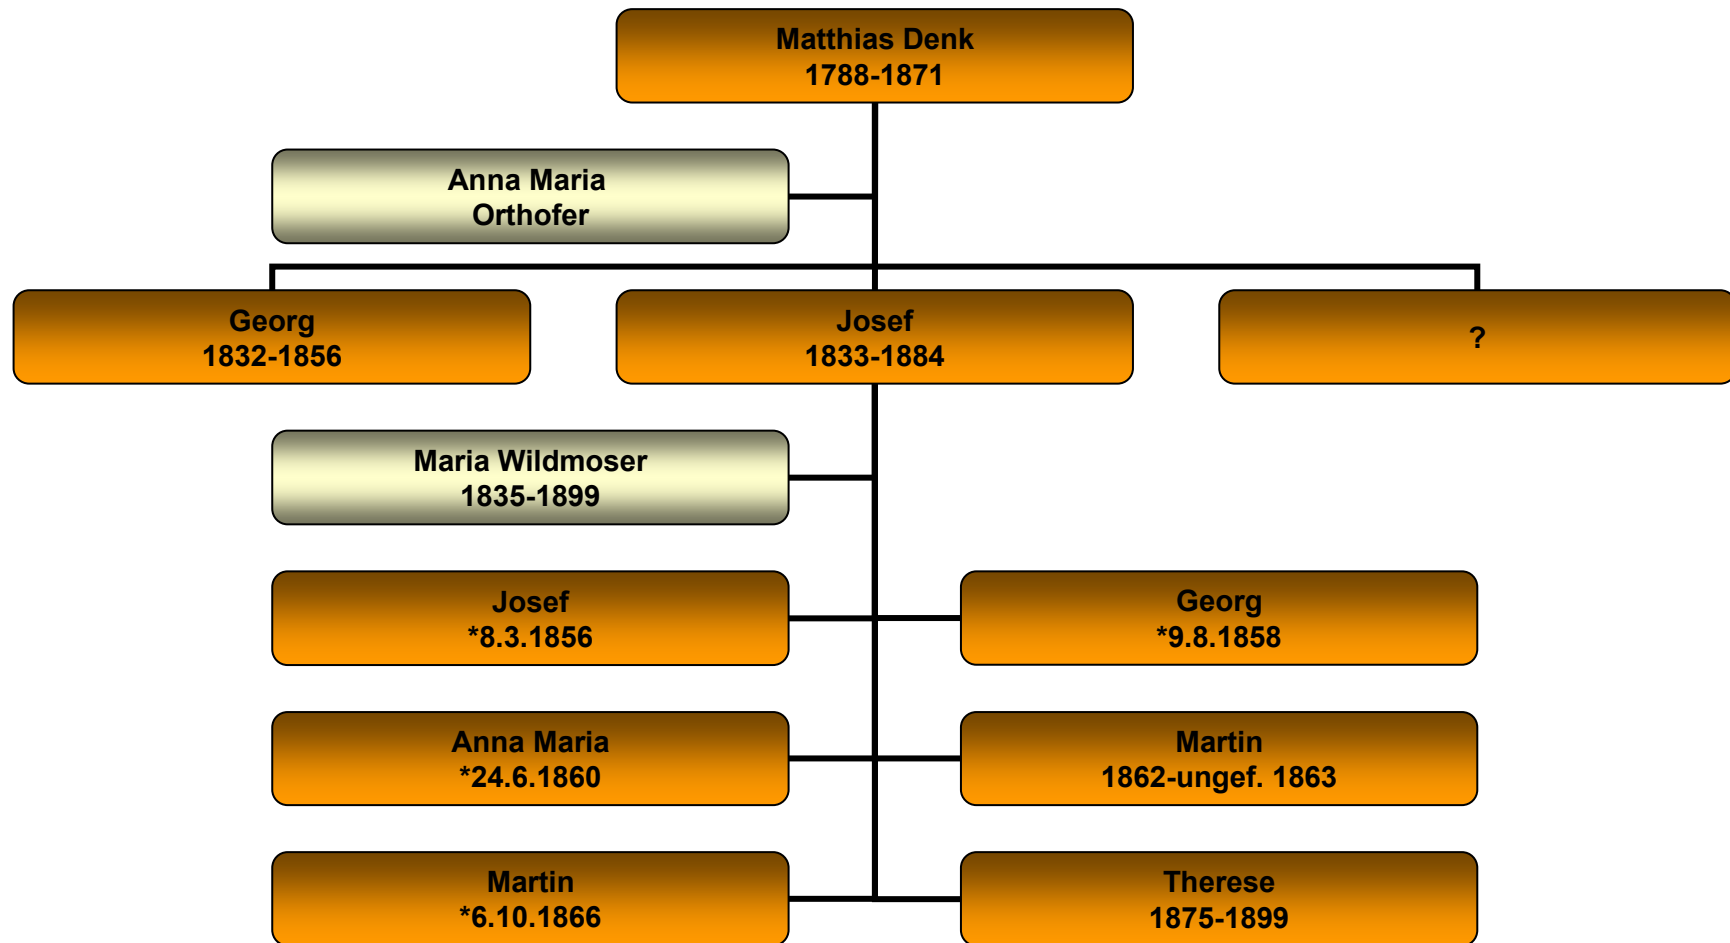 Matthias Denk
1788-1871
Anna Maria
Orthofer
Georg
1832-1856
Josef
1833-1884
?
Maria Wildmoser
1835-1899
Josef
*8.3.1856
Georg
*9.8.1858
Anna Maria
*24.6.1860
Martin
1862-ungef. 1863
Martin
*6.10.1866
Therese
1875-1899